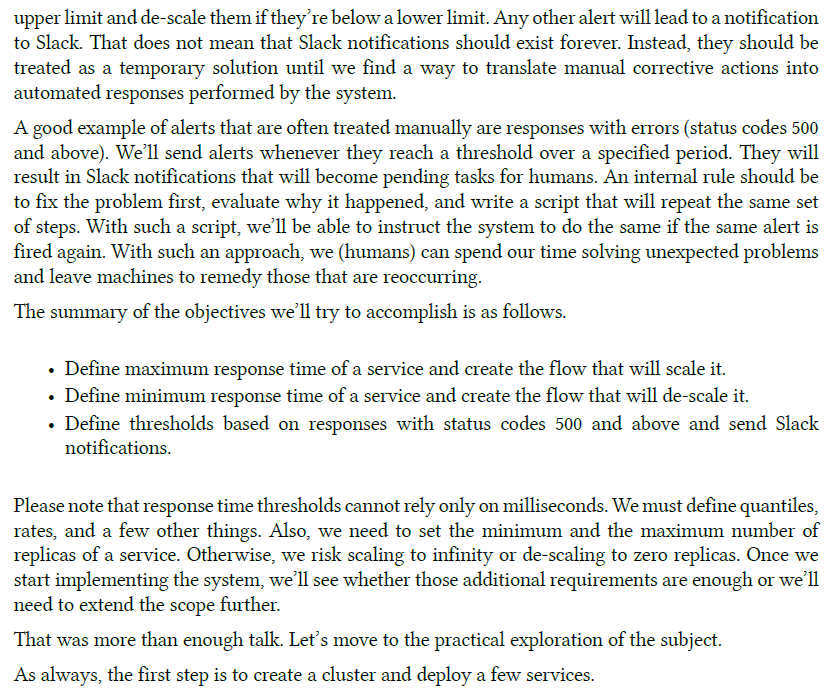 upper limit and de-scale them if they’re below a lower limit. Any other alert will lead to a notification
to Slack. That does not mean that Slack notifications should exist forever. Instead, they should be
treated as a temporary solution until we find a way to translate manual corrective actions into
automated responses performed by the system.
A good example of alerts that are often treated manually are responses with errors (status codes 500
and above). We’ll send alerts whenever they reach a threshold over a specified period. They will
result in Slack notifications that will become pending tasks for humans. An internal rule should be
to fix the problem first, evaluate why it happened, and write a script that will repeat the same set
of steps. With such a script, we’ll be able to instruct the system to do the same if the same alert is
fired again. With such an approach, we (humans) can spend our time solving unexpected problems
and leave machines to remedy those that are reoccurring.
The summary of the objectives we’ll try to accomplish is as follows.
• Define maximum response time of a service and create the flow that will scale it.
• Define minimum response time of a service and create the flow that will de-scale it.
• Define thresholds based on responses with status codes 500 and above and send Slack
notifications.
Please note that response time thresholds cannot rely only on milliseconds. We must define quantiles,
rates, and a few other things. Also, we need to set the minimum and the maximum number of
replicas of a service. Otherwise, we risk scaling to infinity or de-scaling to zero replicas. Once we
start implementing the system, we’ll see whether those additional requirements are enough or we’ll
need to extend the scope further.
That was more than enough talk. Let’s move to the practical exploration of the subject.
As always, the first step is to create a cluster and deploy a few services.